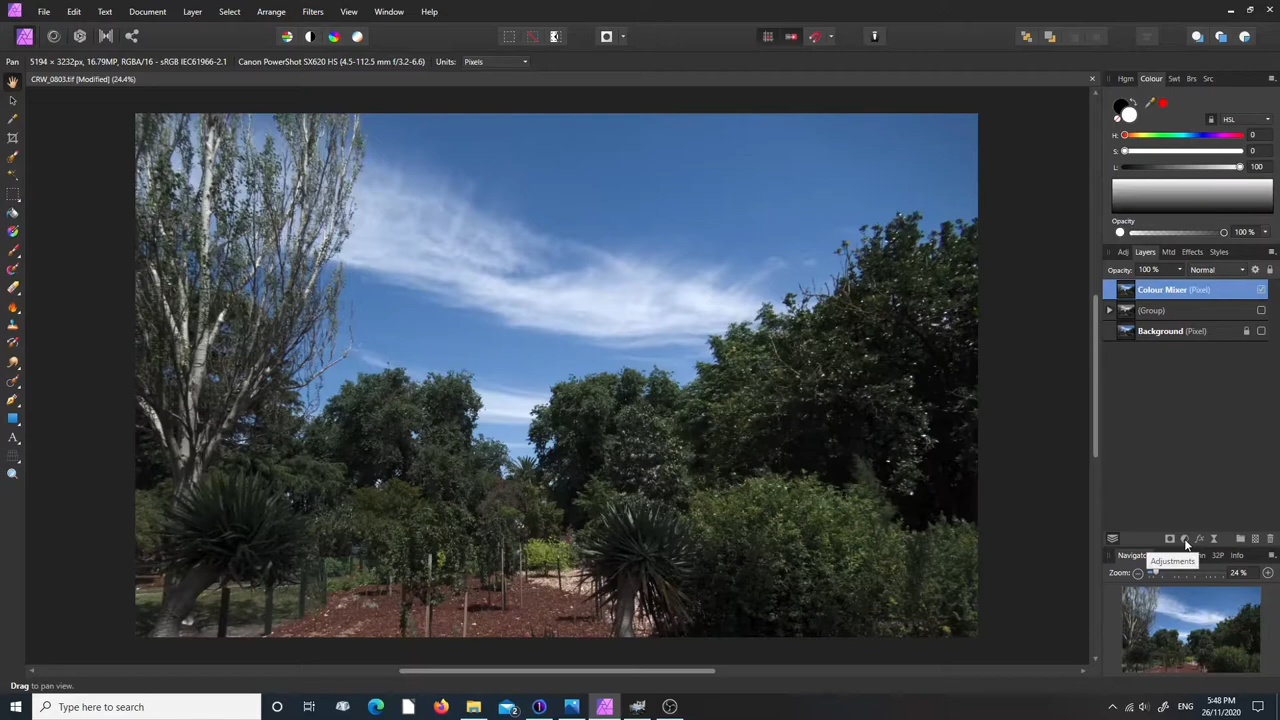 File Edit Text Document Layer Select Arrange Filters View Window Help
Pan 5194 × 3232px, 16.79MP, RGBA/16 - sRGB IEC61966-2.1 Canon PowerShot SX620 HS (4.5-112.5 mm f/3.2-6.6) Units: Pixels
CRW_0803.tif [Modified] (24.4%)
Hgm Colour Swt Brs Src
HSL
H: 0
S: 0
L: 100
Opacity
100 %
Adj Layers Mtd Effects Styles
Opacity: 100 % Normal
Colour Mixer (Pixel)
(Group)
Background (Pixel)
fx
Adjustments
32P Info
Zoom: 24 %
Drag to pan view.
Type here to search
2
ENG
5:48 PM
26/11/2020